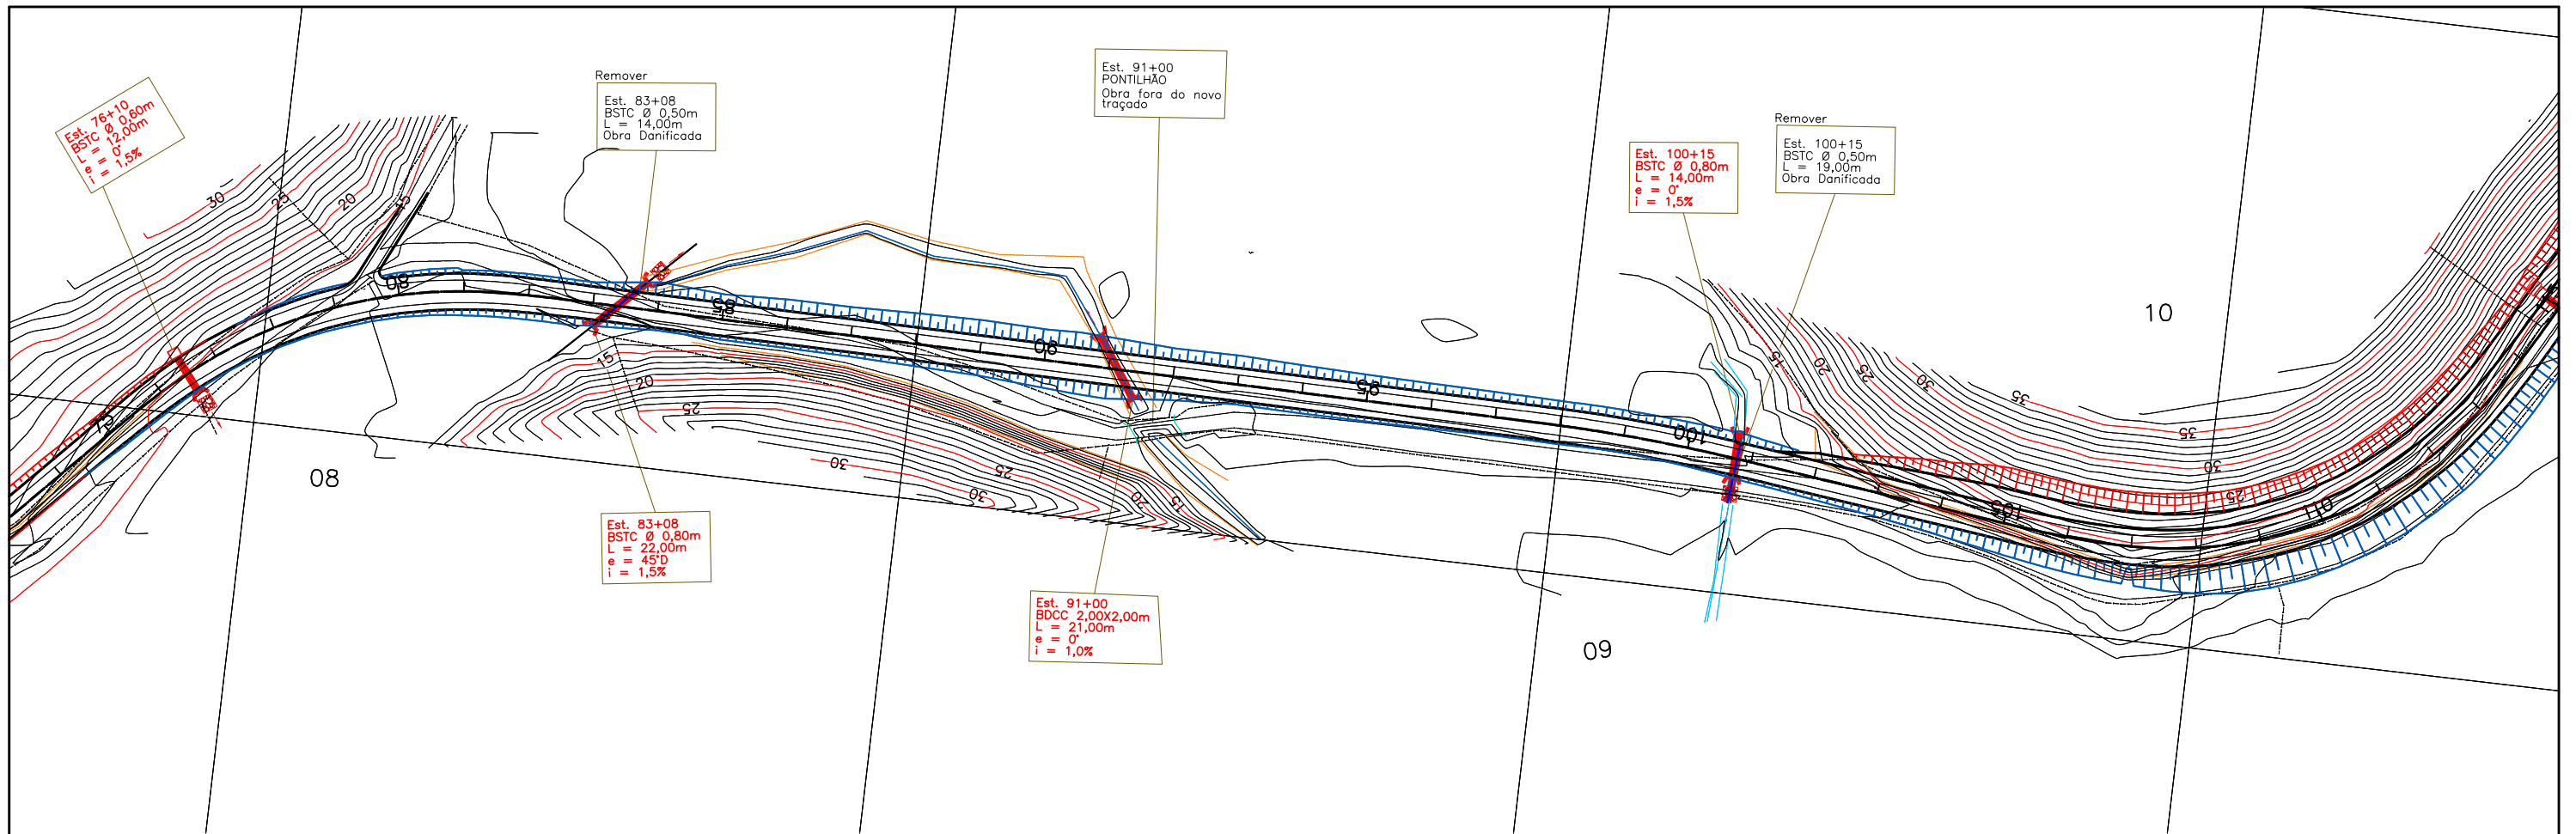 Est. 76+10
BSTC Ø 0,60m
L = 12,00m
e = 0°
i = 1,5%
Remover
Est. 83+08
BSTC Ø 0,50m
L = 14,00m
Obra Danificada
Est. 91+00
PONTILHÃO
Obra fora do novo
traçado
Est. 100+15
BSTC Ø 0,80m
L = 14,00m
e = 0°
i = 1,5%
Remover
Est. 100+15
BSTC Ø 0,50m
L = 19,00m
Obra Danificada
30
25
20
15
75
80
85
90
95
100
105
110
15
20
25
30
25
30
20
15
15
20
25
30
35
35
30
25
08
09
10
Est. 83+08
BSTC Ø 0,80m
L = 22,00m
e = 45°D
i = 1,5%
Est. 91+00
BDCC 2,00X2,00m
L = 21,00m
e = 0°
i = 1,0%